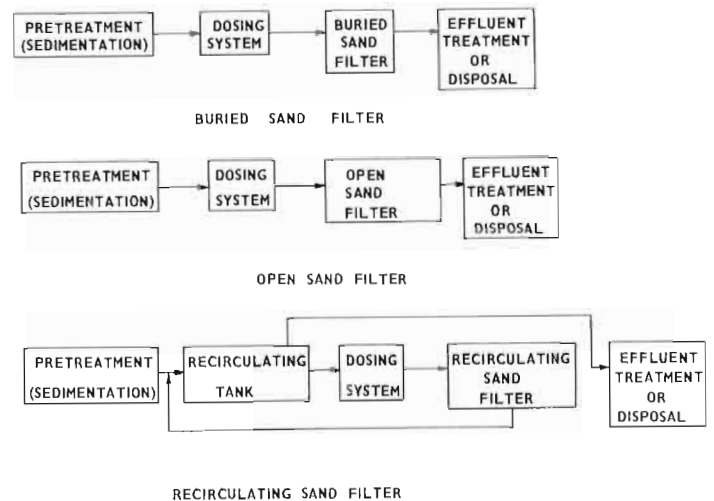 PRETREATMENT
(SEDIMENTATION)
DOSING
SYSTEM
BURIED
SAND
FILTER
EFFLUENT
TREATMENT
OR
DISPOSAL
BURIED SAND FILTER
PRETREATMENT
(SEDIMENTATION)
DOSING
SYSTEM
OPEN
SAND
FILTER
EFFLUENT
TREATMENT
OR
DISPOSAL
OPEN SAND FILTER
PRETREATMENT
(SEDIMENTATION)
RECIRCULATING
TANK
DOSING
SYSTEM
RECIRCULATING
SAND
FILTER
EFFLUENT
TREATMENT
OR
DISPOSAL
RECIRCULATING SAND FILTER